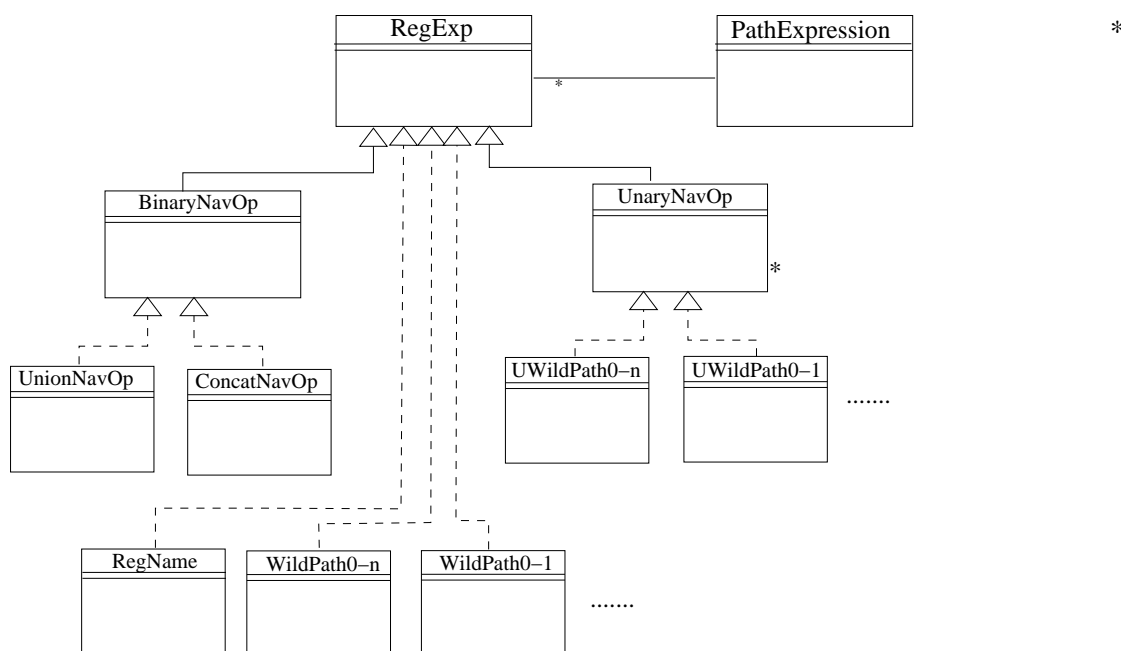 RegExp
PathExpression
*
*
BinaryNavOp
UnaryNavOp
*
UnionNavOp
ConcatNavOp
UWildPath0−n
UWildPath0−1
.......
RegName
WildPath0−n
WildPath0−1
.......